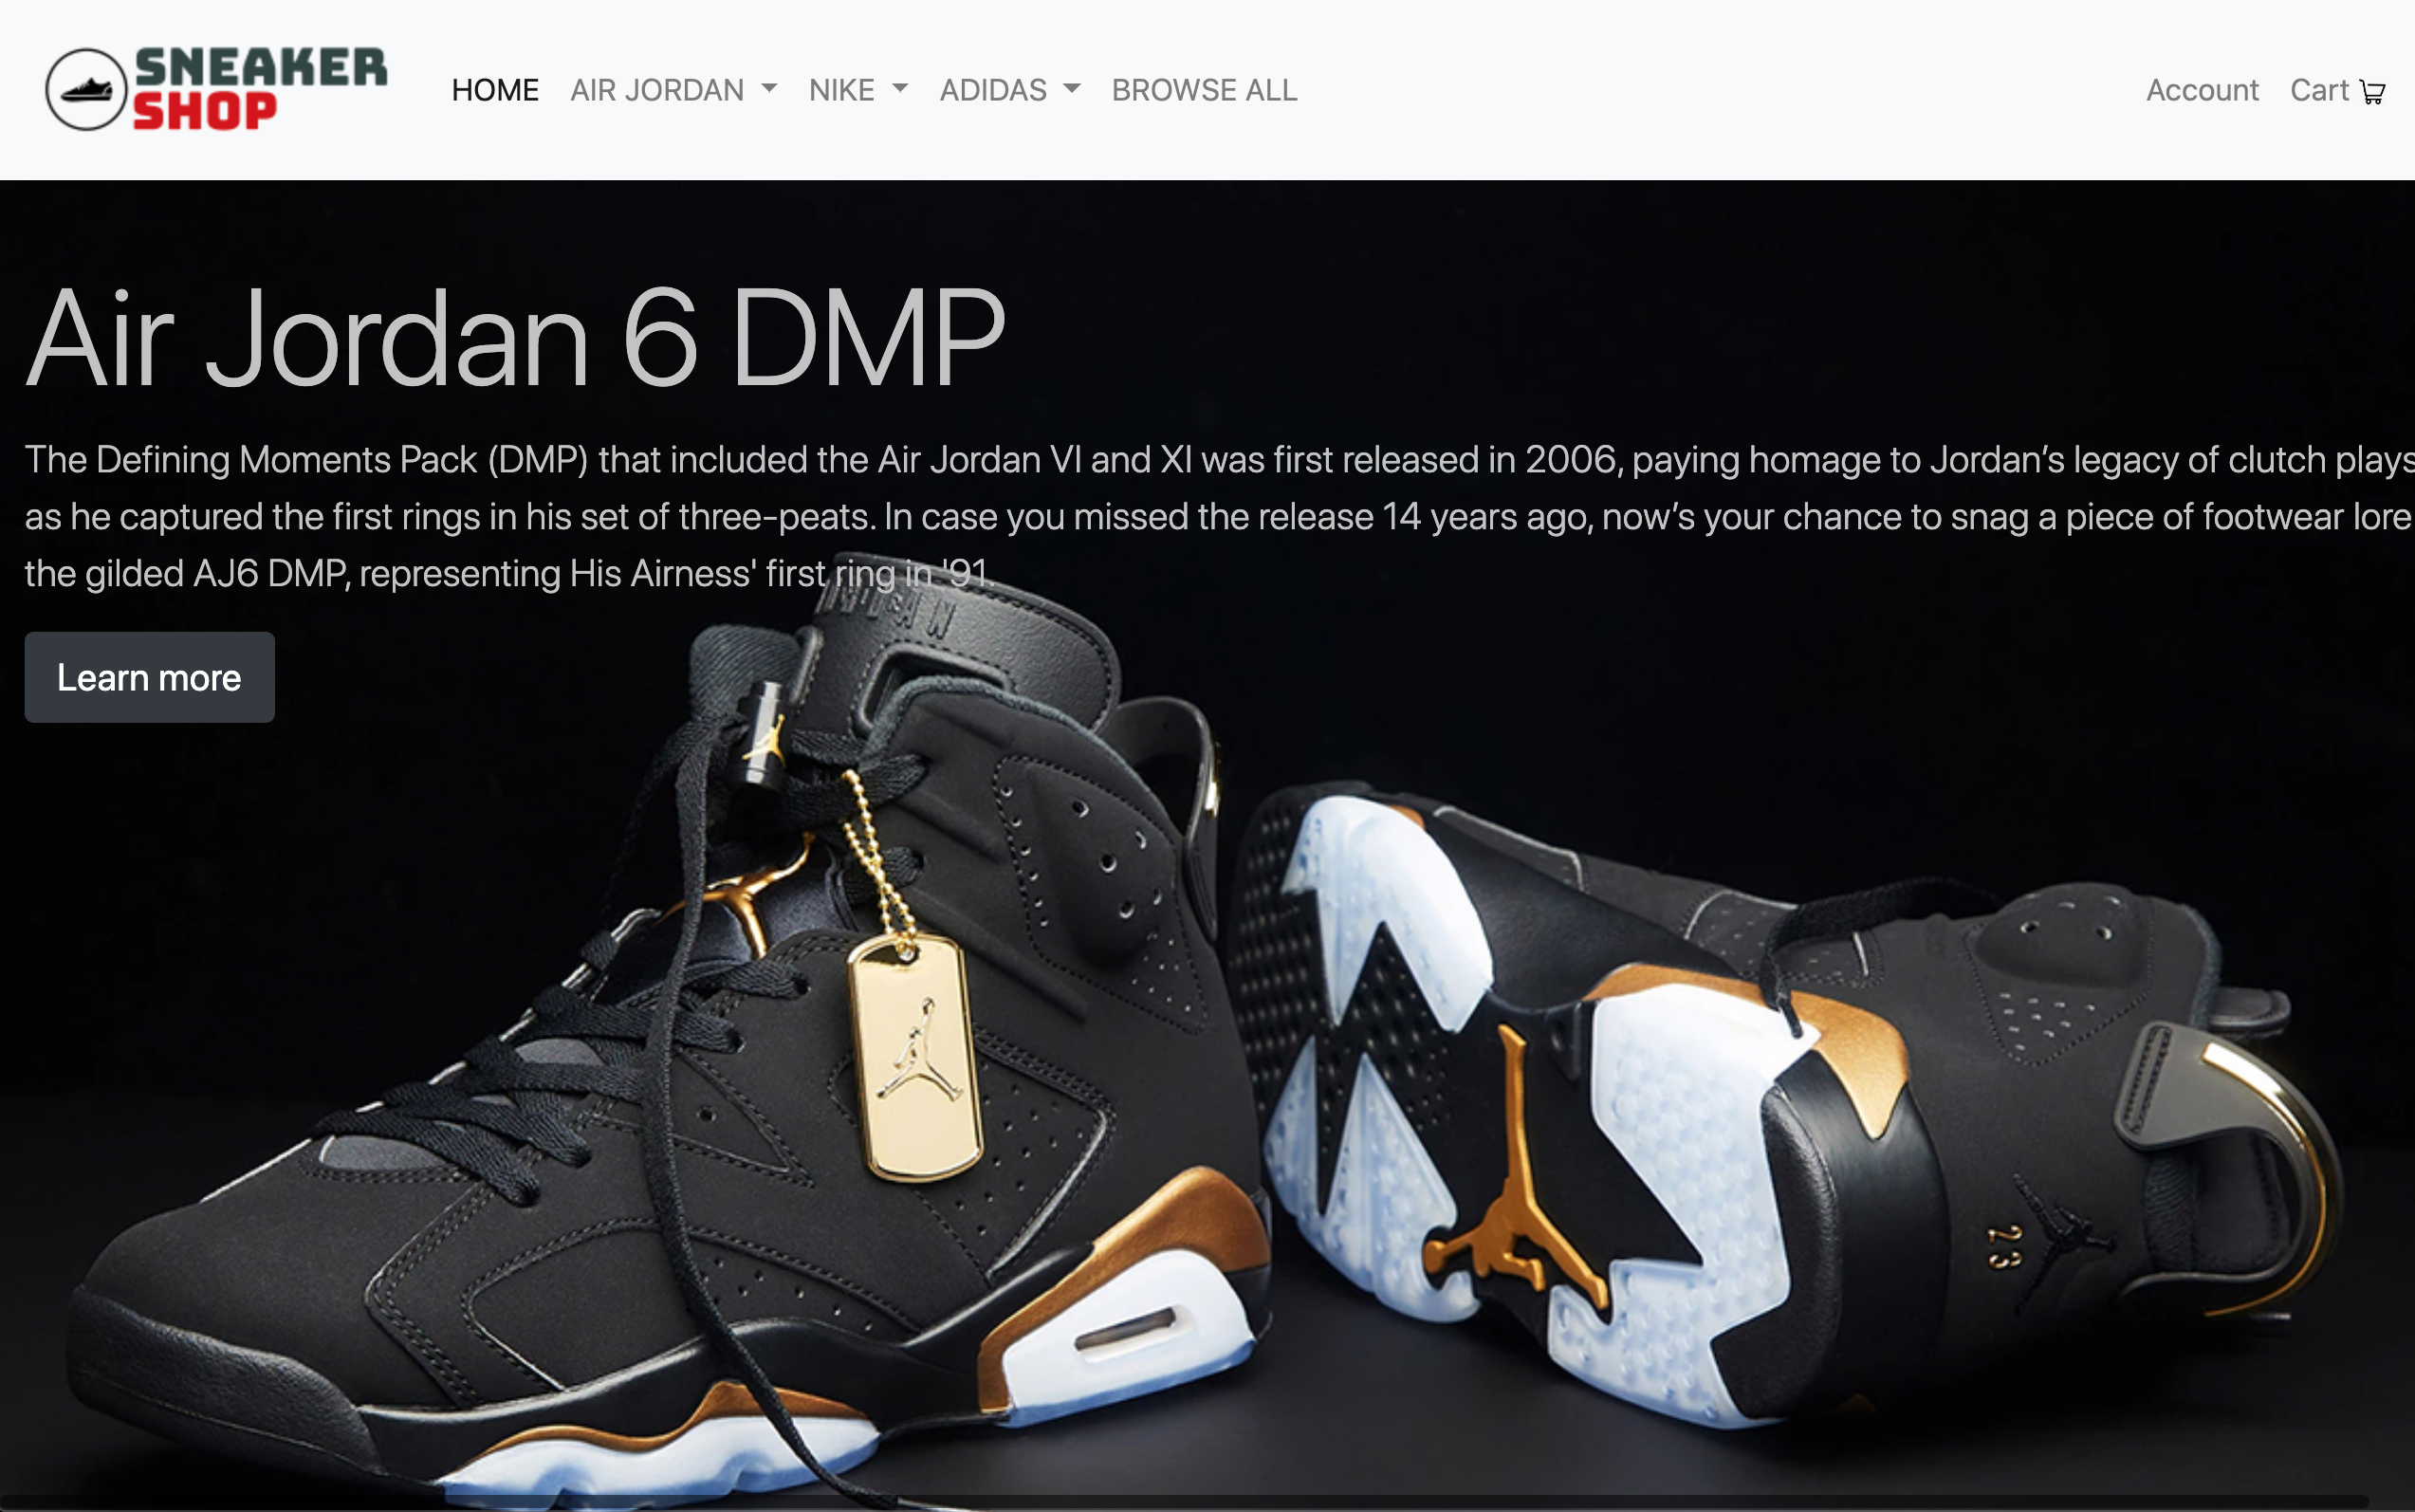 SNEAKER
SHOP
HOME AIR JORDAN NIKE ADIDAS BROWSE ALL Account Cart
Air Jordan 6 DMP
The Defining Moments Pack (DMP) that included the Air Jordan VI and XI was first released in 2006, paying homage to Jordan’s legacy of clutch plays
as he captured the first rings in his set of three-peats. In case you missed the release 14 years ago, now’s your chance to snag a piece of footwear lore
the gilded AJ6 DMP, representing His Airness' first ring in '91.
JORDAN
Learn more
23